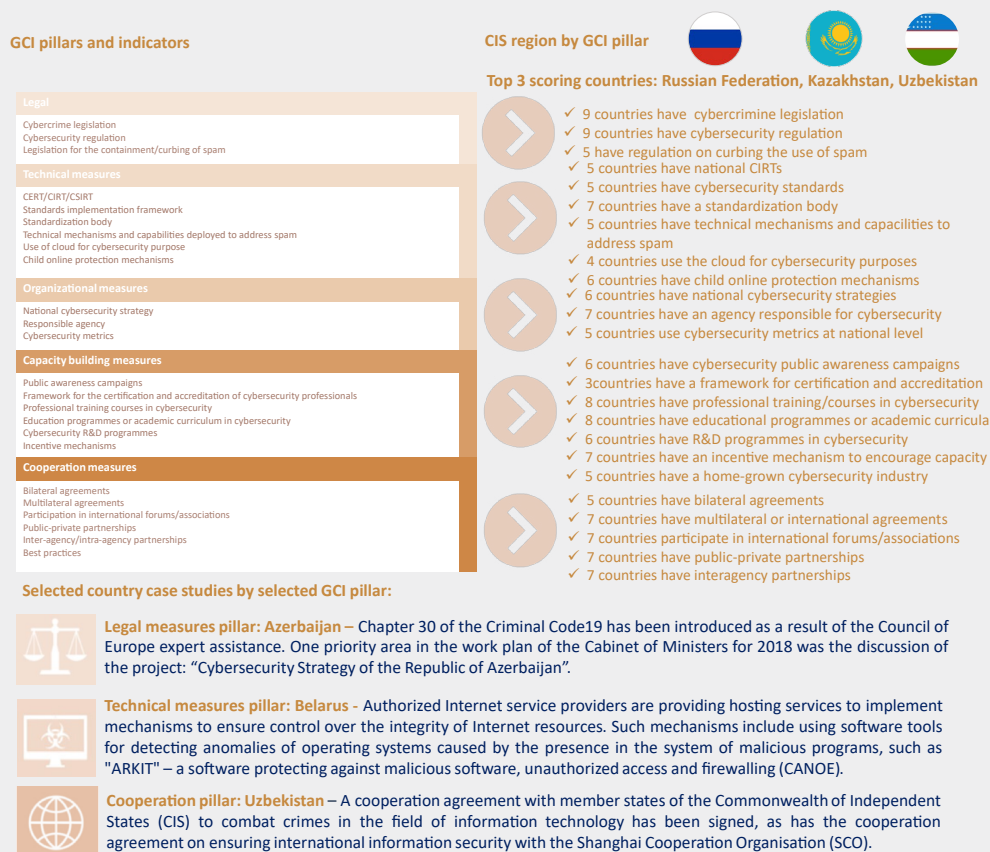 GCI pillars and indicators
Legal
Cybercrime legislation
Cybersecurity regulation
Legislation for the containment/curbing of spam
Technical measures
CERT/CIRT/CSIRT
Standards implementation framework
Standardization body
Technical mechanisms and capabilities deployed to address spam
Use of cloud for cybersecurity purpose
Child online protection mechanisms
Organizational measures
National cybersecurity strategy
Responsible agency
Cybersecurity metrics
Capacity building measures
Public awareness campaigns
Framework for the certification and accreditation of cybersecurity professionals
Professional training courses in cybersecurity
Education programmes or academic curriculum in cybersecurity
Cybersecurity R&D programmes
Incentive mechanisms
Cooperation measures
Bilateral agreements
Multilateral agreements
Participation in international forums/associations
Public-private partnerships
Inter-agency/intra-agency partnerships
Best practices
CIS region by GCI pillar
Top 3 scoring countries: Russian Federation, Kazakhstan, Uzbekistan
✓ 9 countries have cybercrimine legislation
✓ 9 countries have cybersecurity regulation
✓ 5 have regulation on curbing the use of spam
✓ 5 countries have national CIRTs
✓ 5 countries have cybersecurity standards
✓ 7 countries have a standardization body
✓ 5 countries have technical mechanisms and capacilities to
address spam
✓ 4 countries use the cloud for cybersecurity purposes
✓ 6 countries have child online protection mechanisms
✓ 6 countries have national cybersecurity strategies
✓ 7 countries have an agency responsible for cybersecurity
✓ 5 countries use cybersecurity metrics at national level
✓ 6 countries have cybersecurity public awareness campaigns
✓ 3countries have a framework for certification and accreditation
✓ 8 countries have professional training/courses in cybersecurity
✓ 8 countries have educational programmes or academic curricula
✓ 6 countries have R&D programmes in cybersecurity
✓ 7 countries have an incentive mechanism to encourage capacity
✓ 5 countries have a home-grown cybersecurity industry
✓ 5 countries have bilateral agreements
✓ 7 countries have multilateral or international agreements
✓ 7 countries participate in international forums/associations
✓ 7 countries have public-private partnerships
✓ 7 countries have interagency partnerships
Selected country case studies by selected GCI pillar:
Legal measures pillar: Azerbaijan – Chapter 30 of the Criminal Code19 has been introduced as a result of the Council of
Europe expert assistance. One priority area in the work plan of the Cabinet of Ministers for 2018 was the discussion of
the project: “Cybersecurity Strategy of the Republic of Azerbaijan”.
Technical measures pillar: Belarus - Authorized Internet service providers are providing hosting services to implement
mechanisms to ensure control over the integrity of Internet resources. Such mechanisms include using software tools
for detecting anomalies of operating systems caused by the presence in the system of malicious programs, such as
"ARKIT" – a software protecting against malicious software, unauthorized access and firewalling (CANOE).
Cooperation pillar: Uzbekistan – A cooperation agreement with member states of the Commonwealth of Independent
States (CIS) to combat crimes in the field of information technology has been signed, as has the cooperation
agreement on ensuring international information security with the Shanghai Cooperation Organisation (SCO).